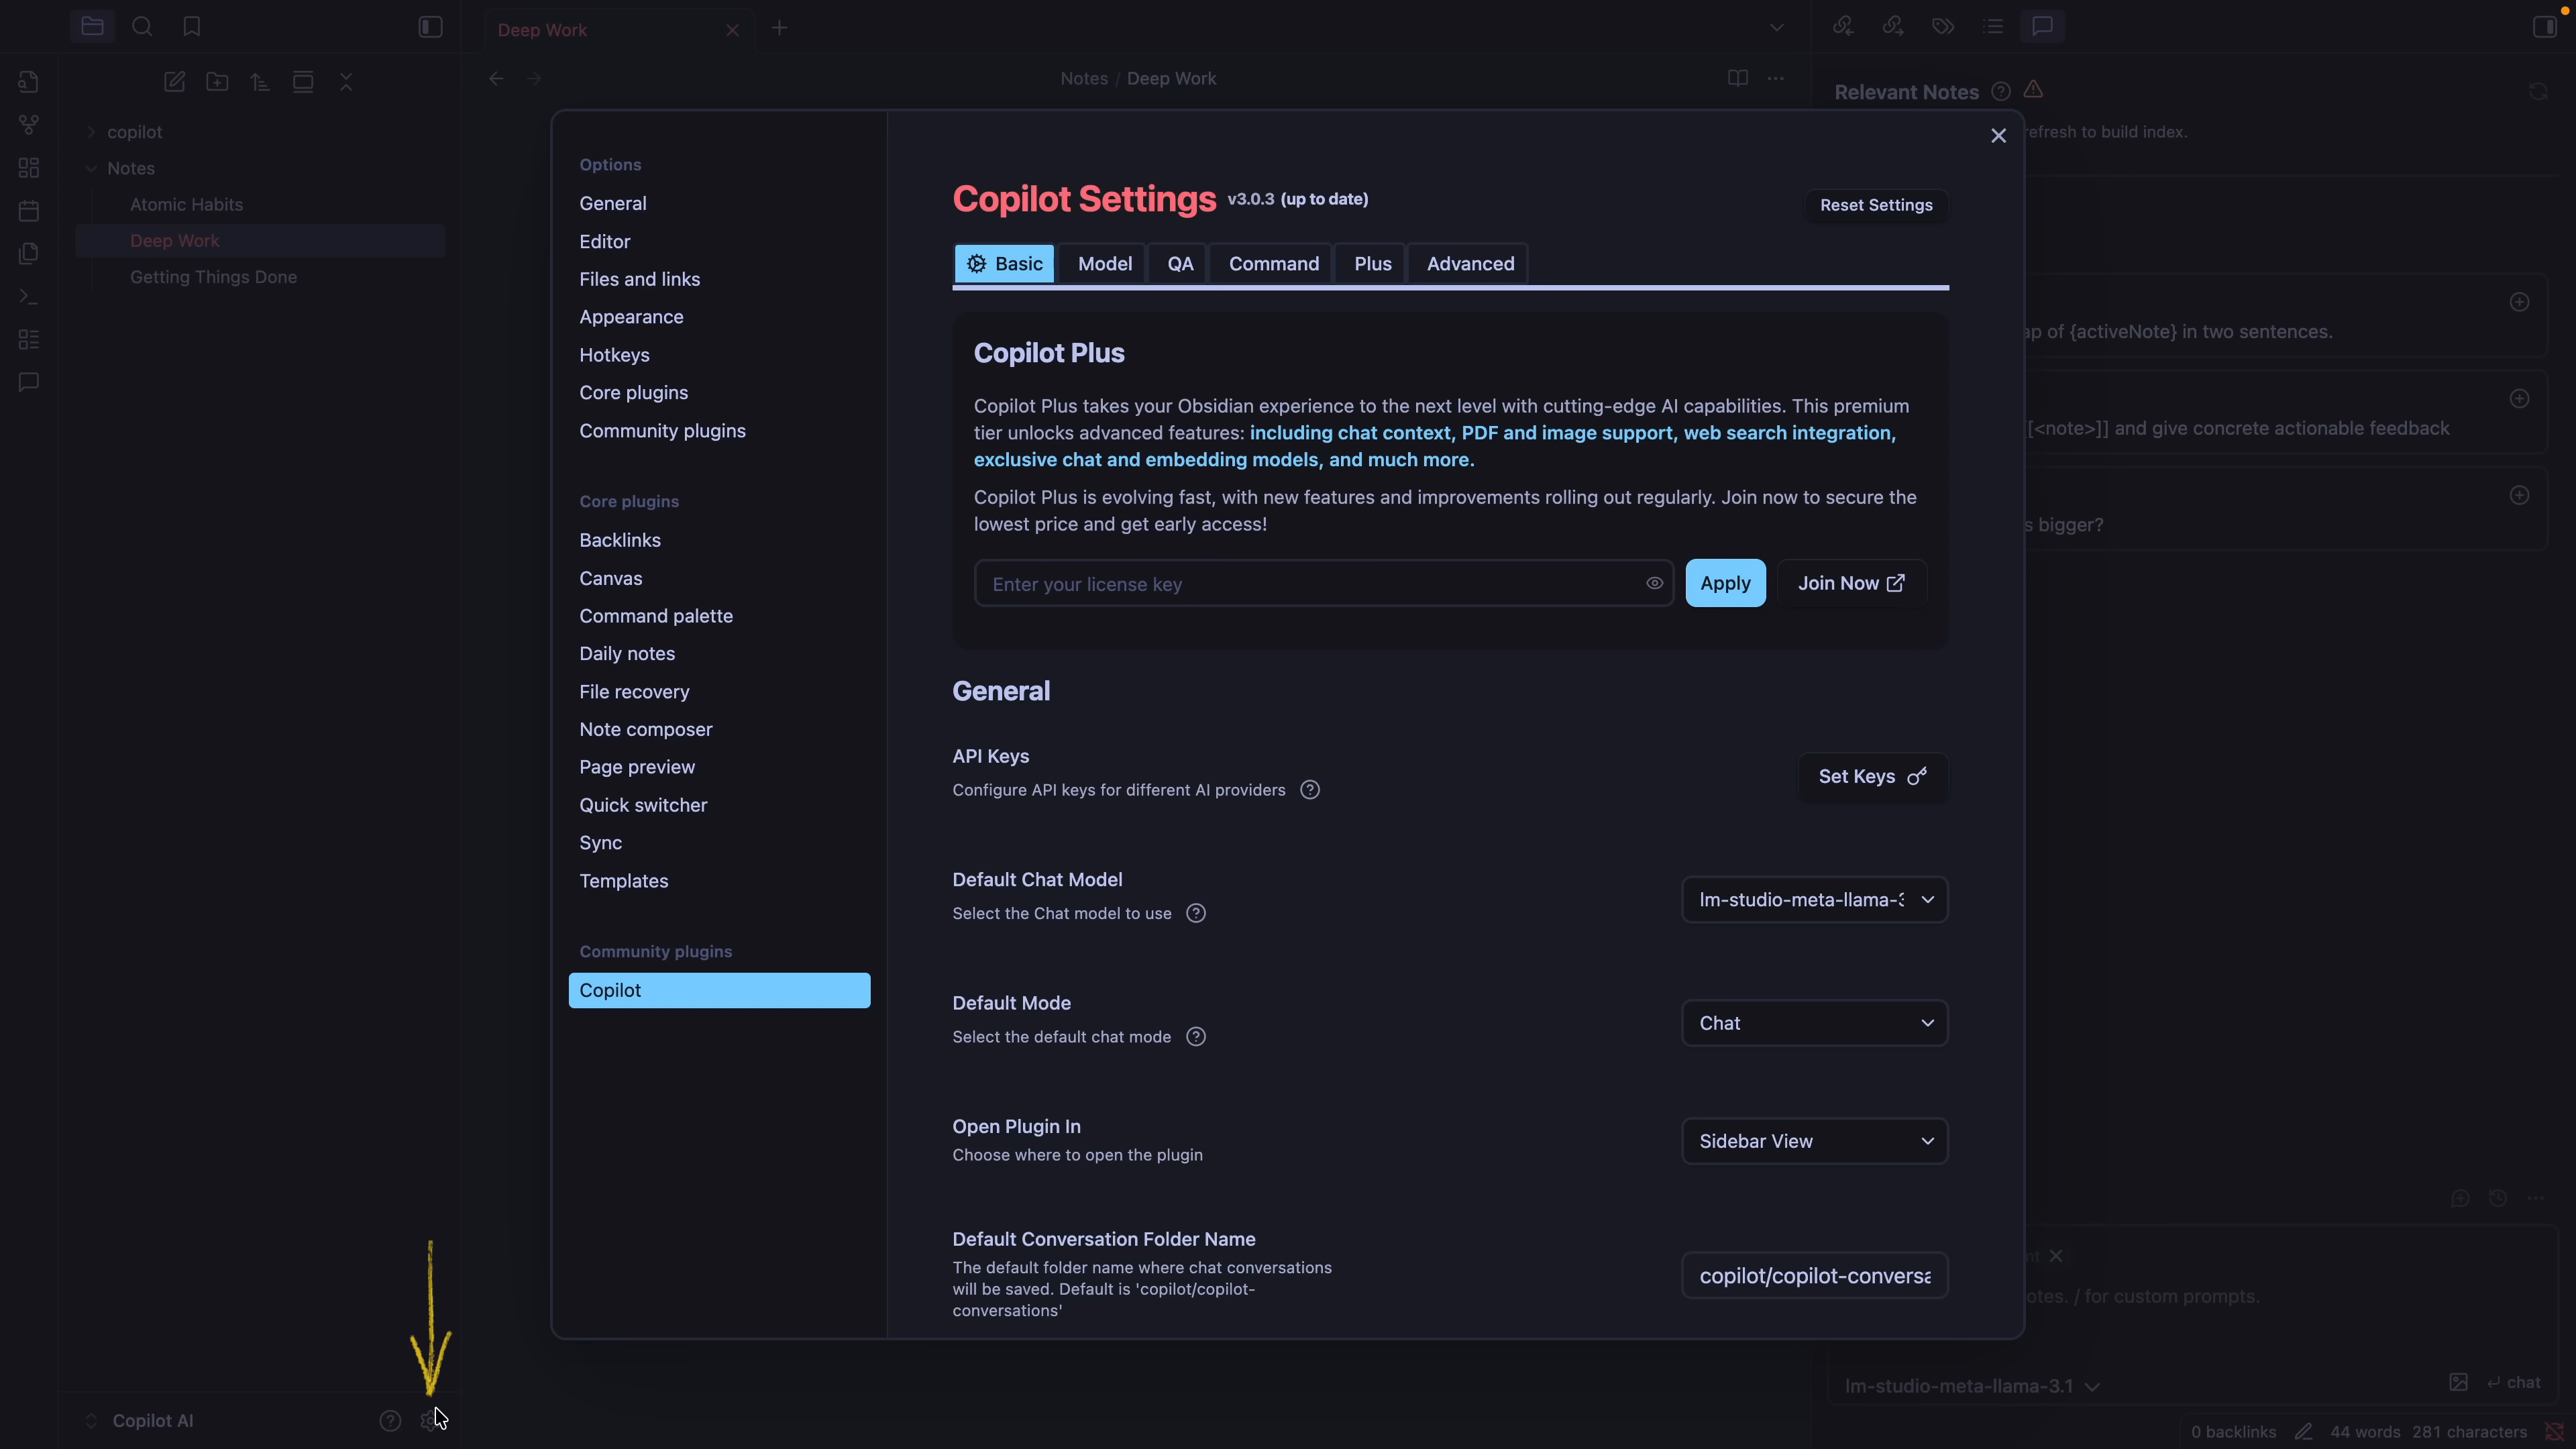 Deep Work
Notes / Deep Work
copilot
Notes
Atomic Habits
Deep Work
Getting Things Done
Copilot AI
Options
General
Editor
Files and links
Appearance
Hotkeys
Core plugins
Community plugins
Core plugins
Backlinks
Canvas
Command palette
Daily notes
File recovery
Note composer
Page preview
Quick switcher
Sync
Templates
Community plugins
Copilot
Copilot Settings v3.0.3 (up to date)
Reset Settings
Basic Model QA Command Plus Advanced
Copilot Plus
Copilot Plus takes your Obsidian experience to the next level with cutting-edge AI capabilities. This premium
tier unlocks advanced features: including chat context, PDF and image support, web search integration,
exclusive chat and embedding models, and much more.
Copilot Plus is evolving fast, with new features and improvements rolling out regularly. Join now to secure the
lowest price and get early access!
Enter your license key
Apply
Join Now
General
API Keys
Configure API keys for different AI providers
Set Keys
Default Chat Model
Select the Chat model to use
lm-studio-meta-llama-
Default Mode
Select the default chat mode
Chat
Open Plugin In
Choose where to open the plugin
Sidebar View
Default Conversation Folder Name
The default folder name where chat conversations
will be saved. Default is 'copilot/copilot-
conversations'
copilot/copilot-conversa
Relevant Notes
refresh to build index.
of {activeNote} in two sentences.
[<note>]] and give concrete actionable feedback
s bigger?
otes. / for custom prompts.
lm-studio-meta-llama-3.1
chat
0 backlinks 44 words 281 characters